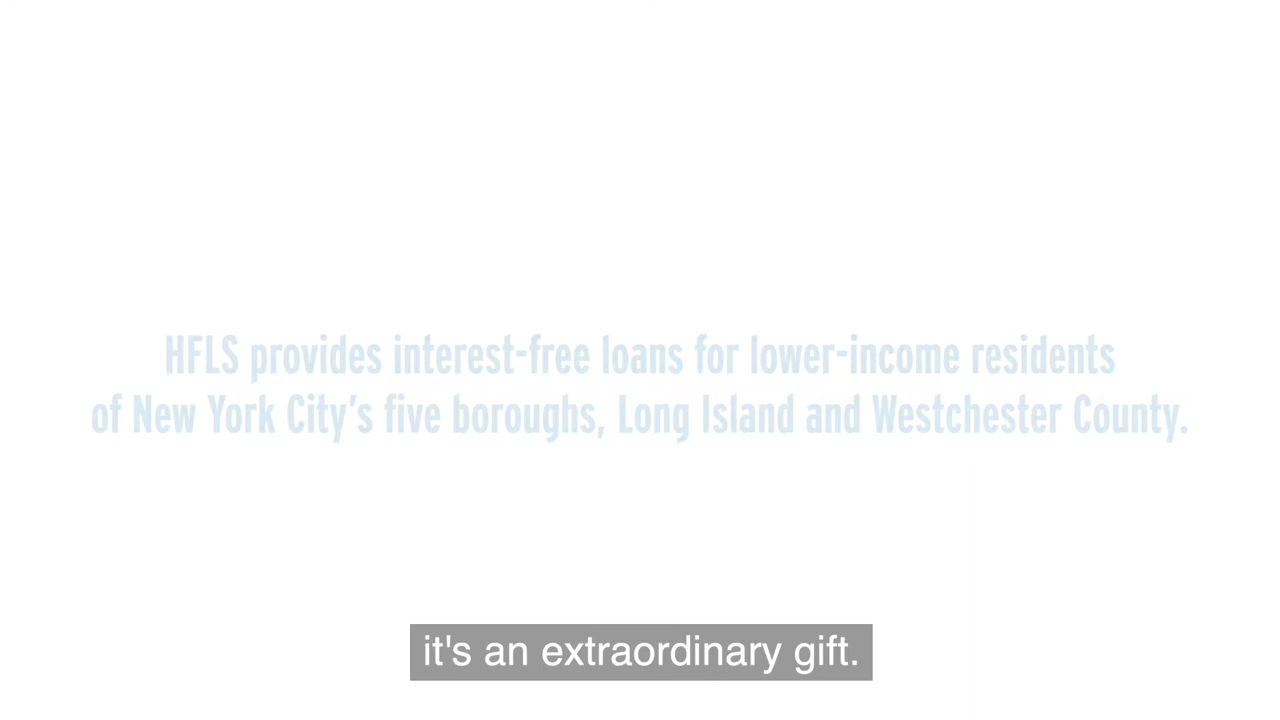 HFLS provides interest-free loans for lower-income residents
of New York City’s five boroughs, Long Island and Westchester County.
it's an extraordinary gift.